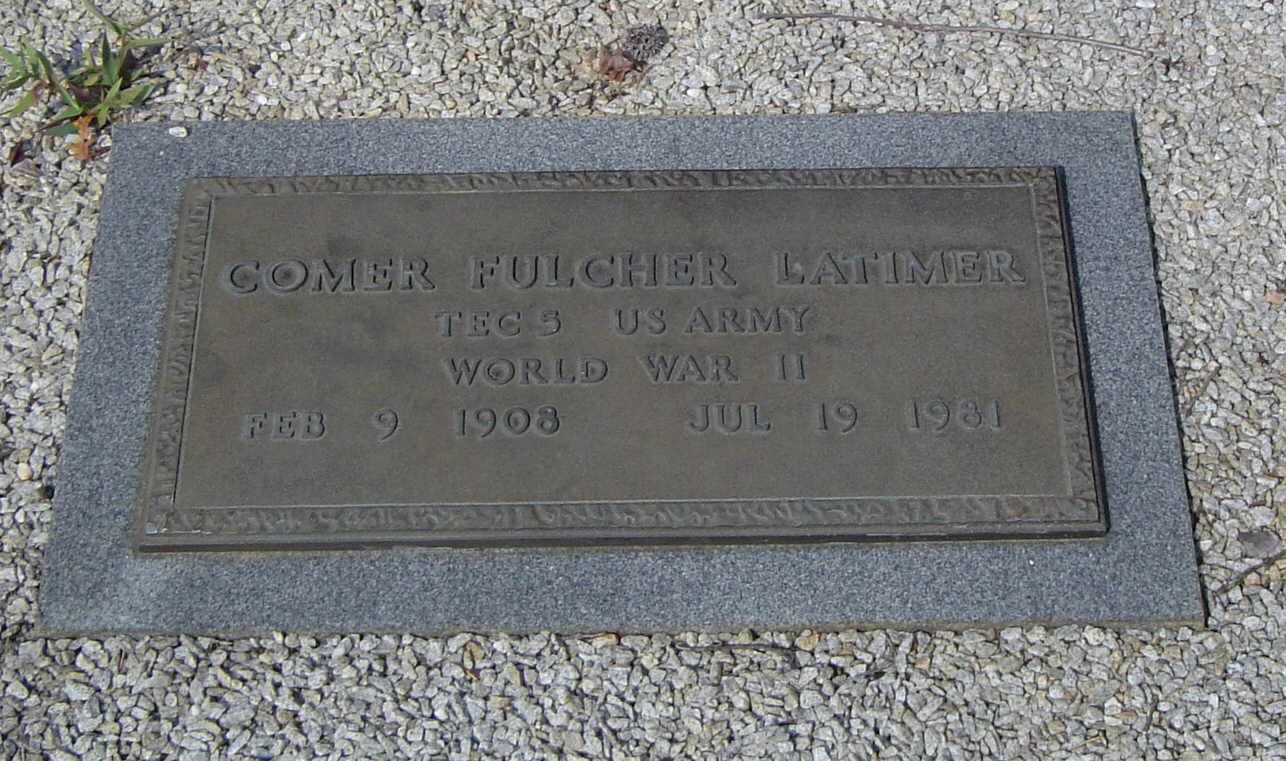 COMER FULCHER LATIMER
TEC 5 US ARMY
WORLD WAR II
FEB 9 1908 JUL 19 1981